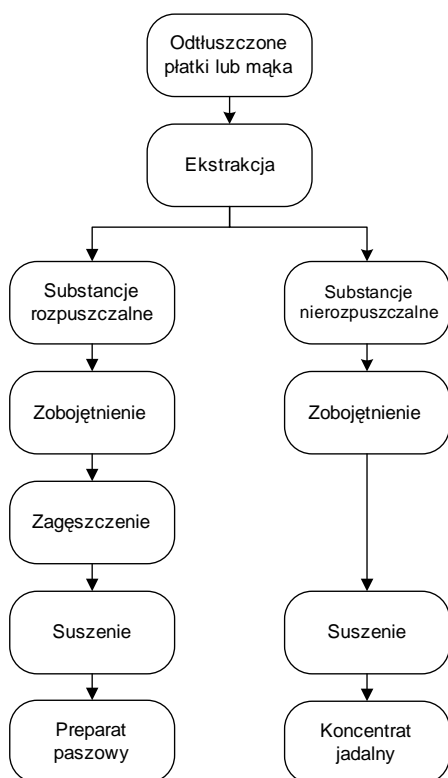 Odtłuszczone
płatki lub mąka
Ekstrakcja
Substancje
rozpuszczalne
Substancje
nierozpuszczalne
Zobojętnienie
Zobojętnienie
Zagęszczenie
Suszenie
Suszenie
Preparat
paszowy
Koncentrat
jadalny